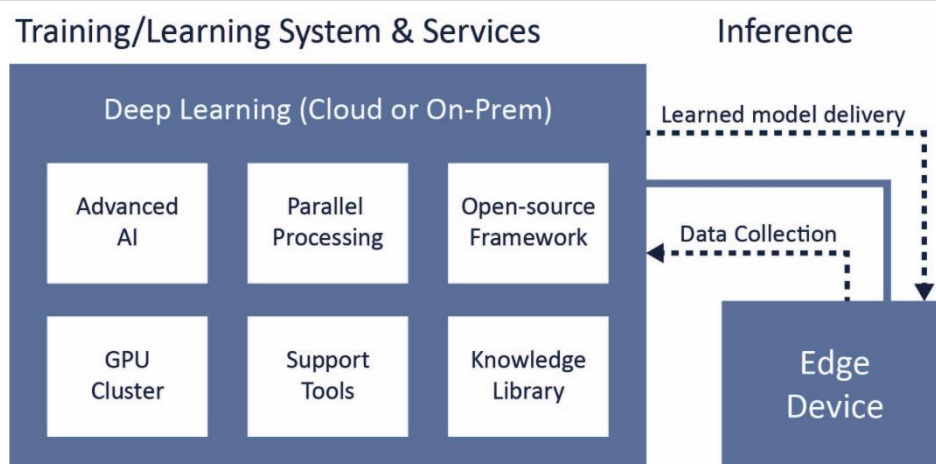 Training/Learning System & Services
Inference
Deep Learning (Cloud or On-Prem)
Learned model delivery
Advanced
AI
Parallel
Processing
Open-source
Framework
Data Collection
GPU
Cluster
Support
Tools
Knowledge
Library
Edge
Device